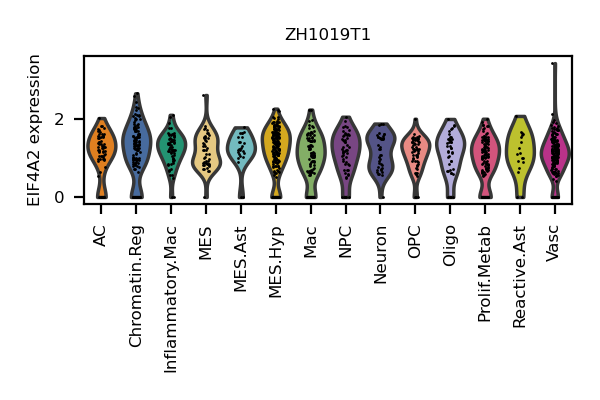 ZH1019T1
EIF4A2 expression
2
0
AC
Chromatin.Reg
Inflammatory.Mac
MES
MES.Ast
MES.Hyp
Mac
NPC
Neuron
OPC
Oligo
Prolif.Metab
Reactive.Ast
Vasc